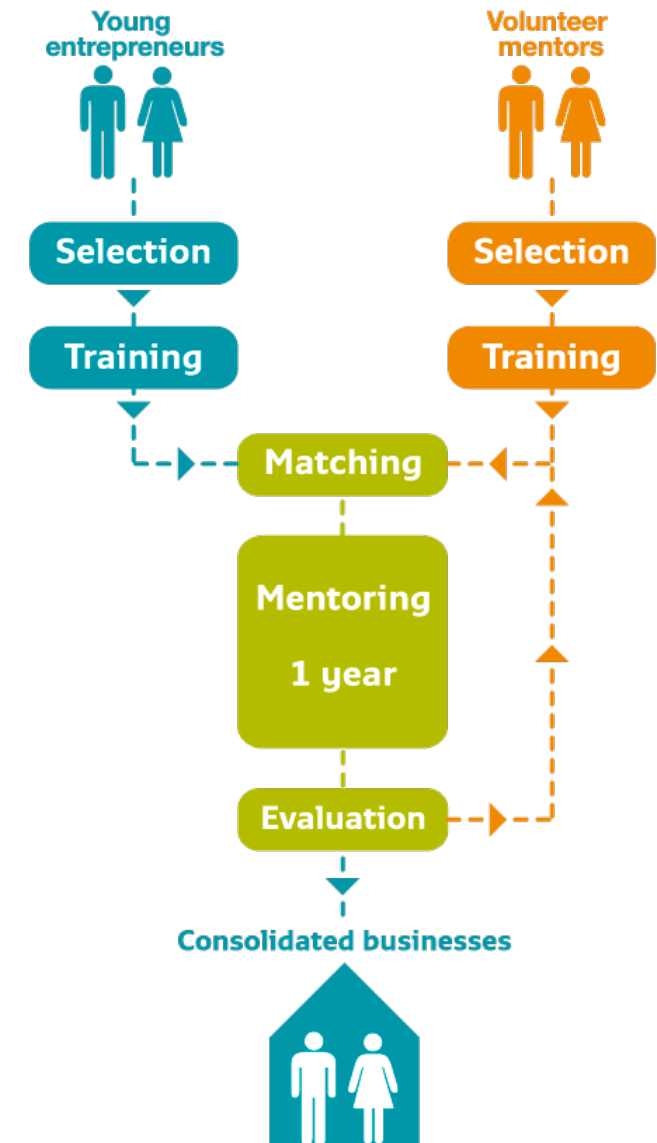 Young
entrepreneurs
Volunteer
mentors
Selection
Selection
Training
Training
Matching
Mentoring
1 year
Evaluation
Consolidated businesses